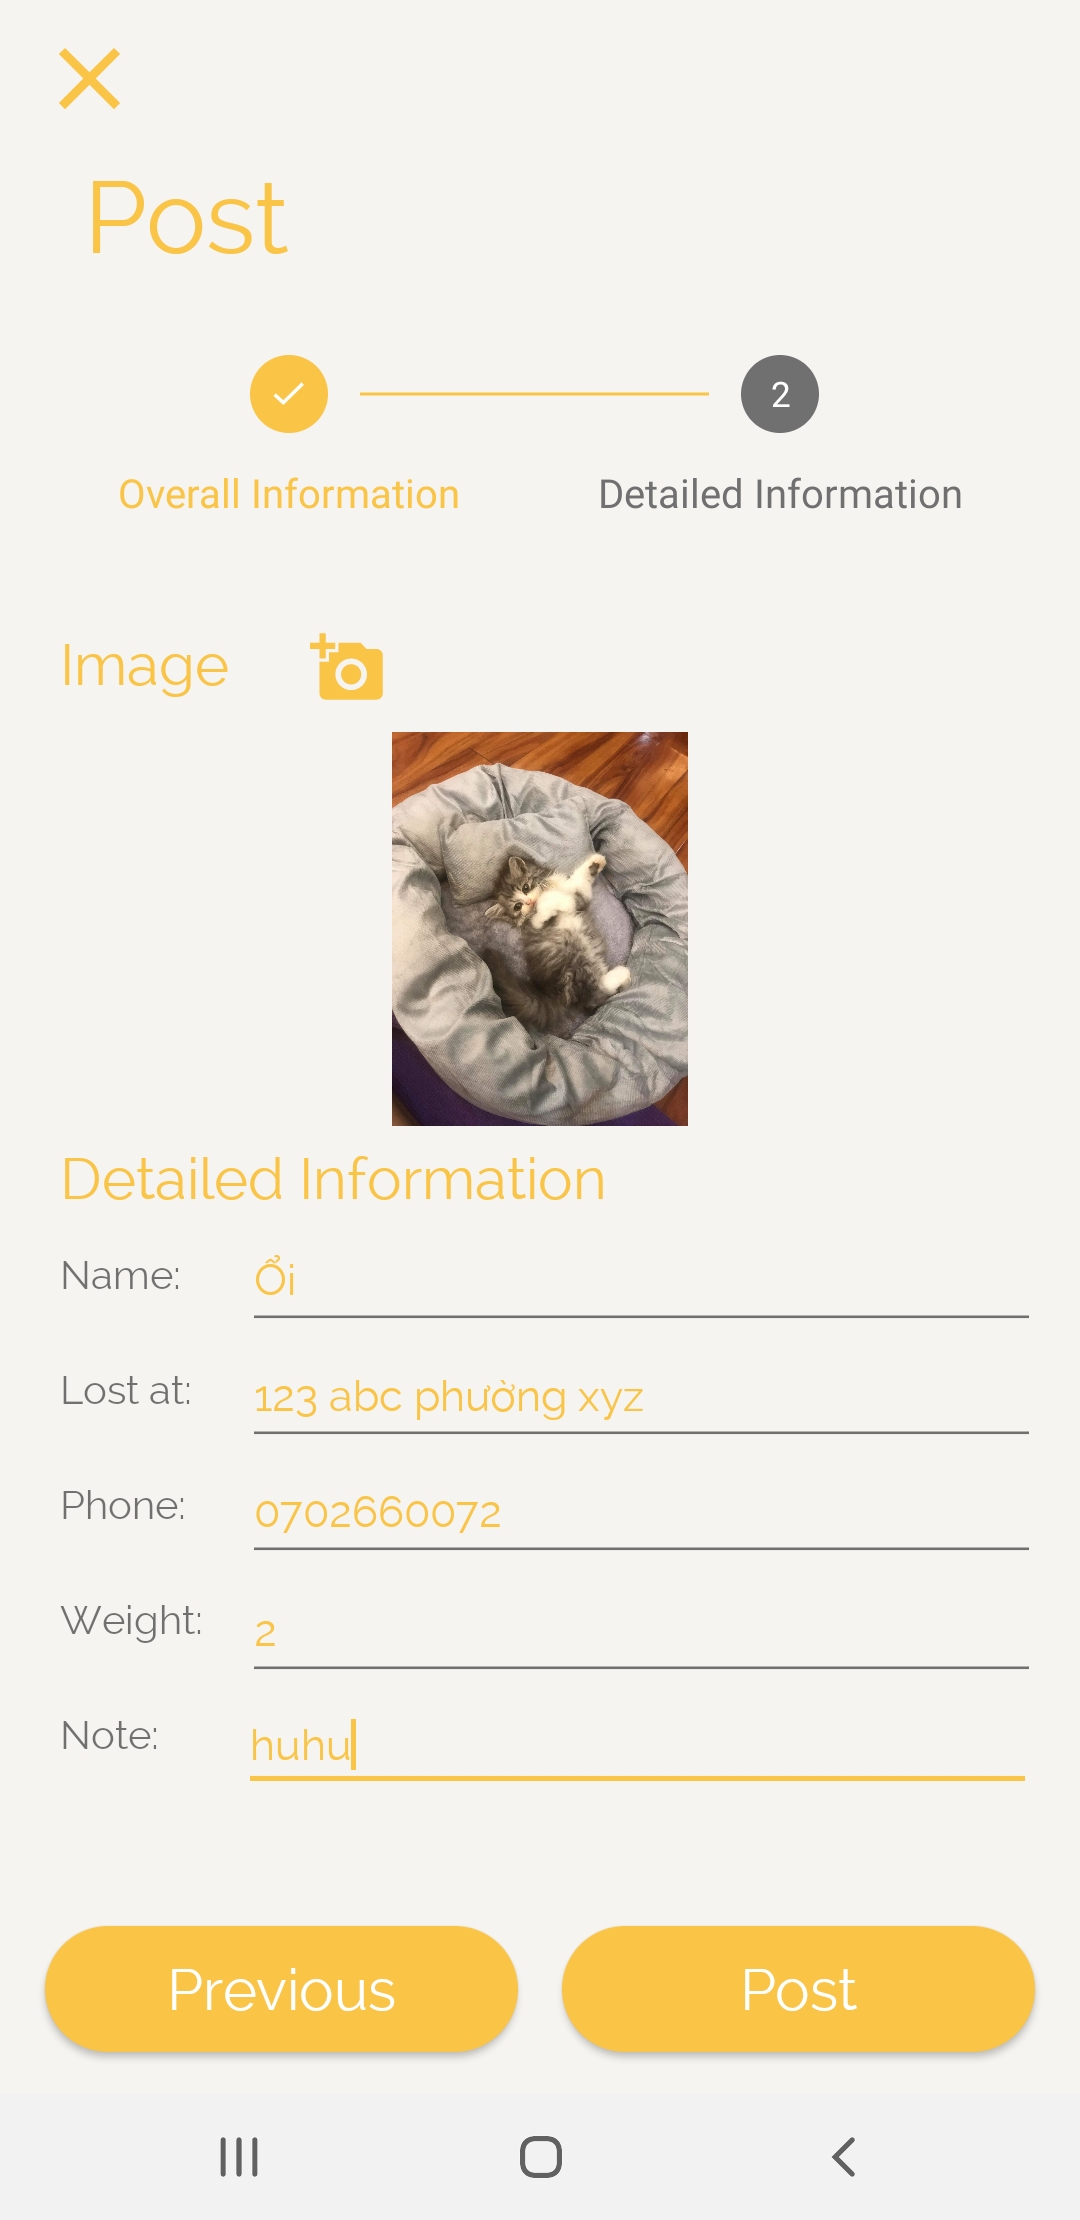 Post
2
Overall Information
Detailed Information
Image
Detailed Information
Name: Ổi
Lost at: 123 abc phường xyz
Phone: 0702660072
Weight: 2
Note: huhu
Previous
Post